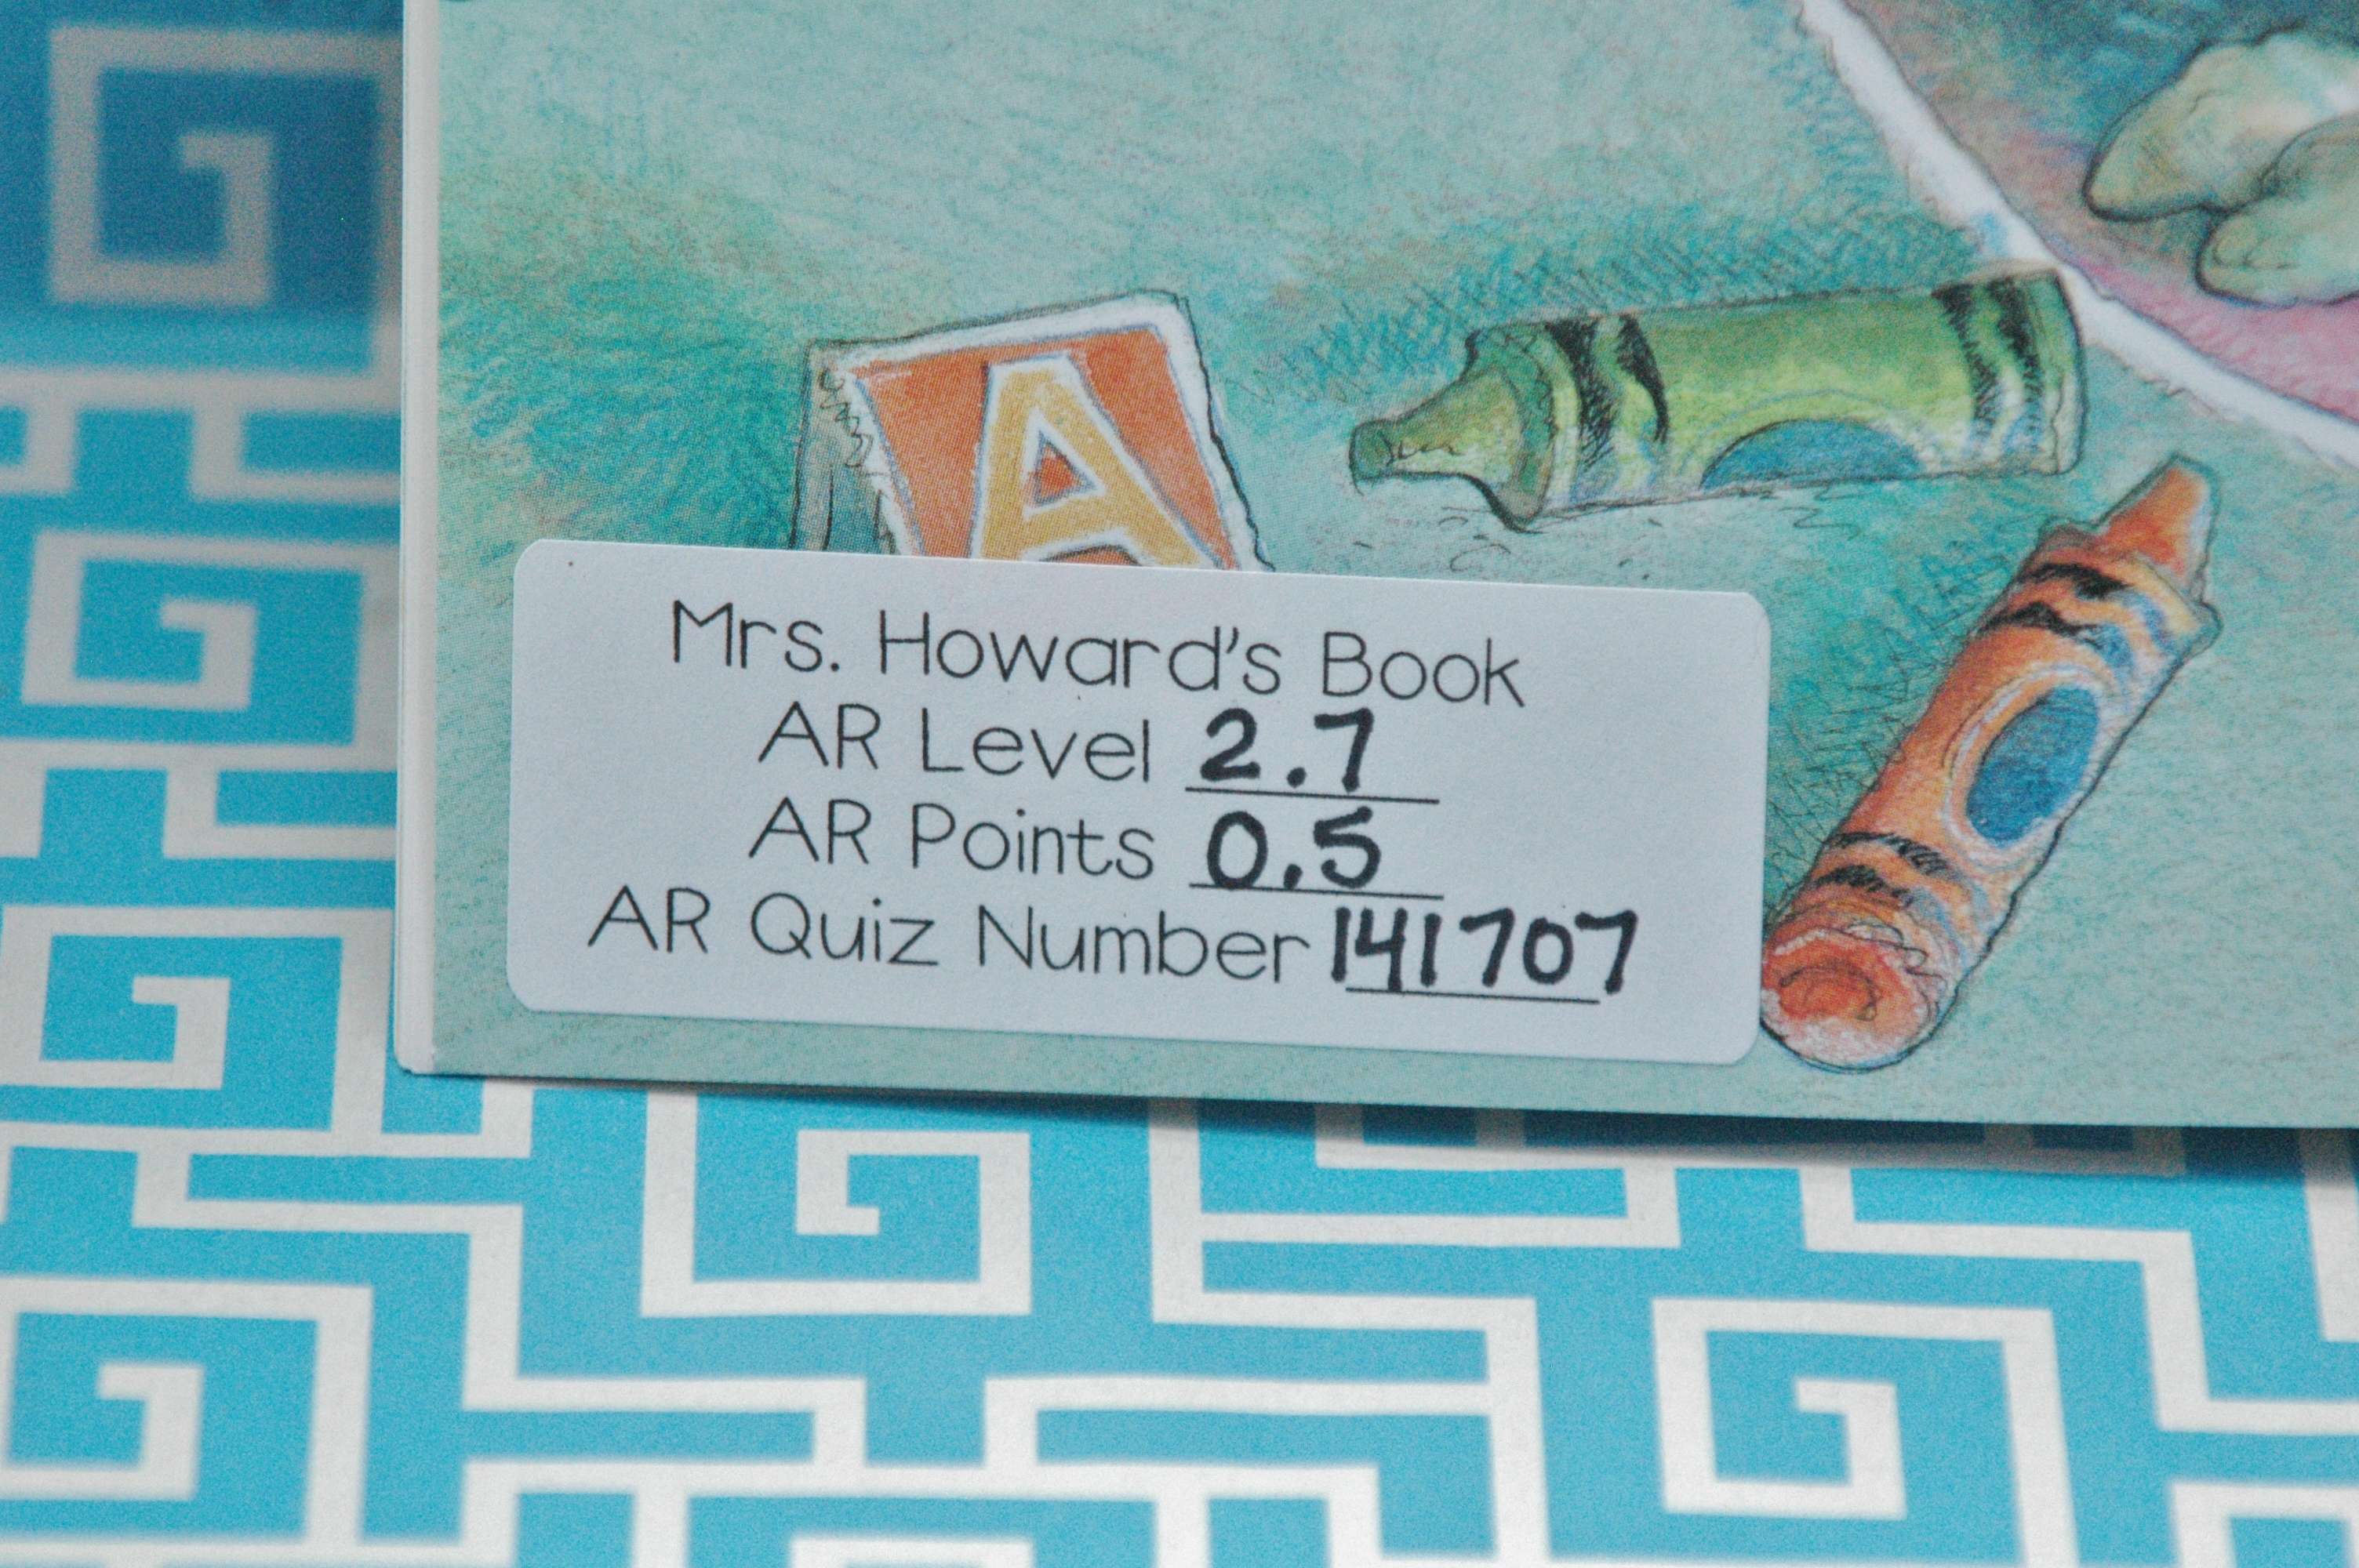 A
Mrs. Howard's Book
AR Level 2.7
AR Points 0.5
AR Quiz Number 141707